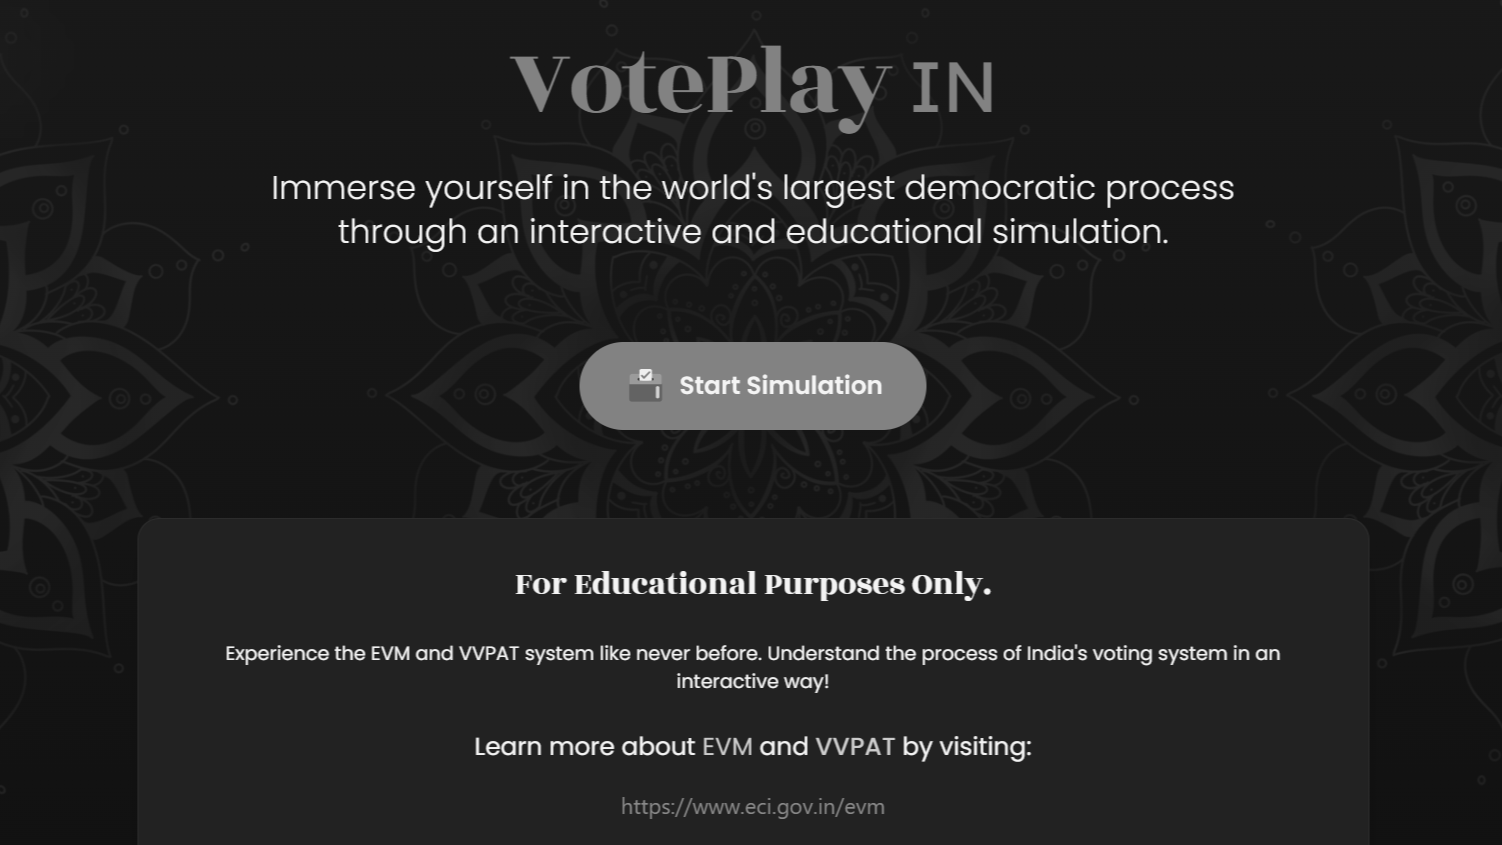 VotePlay IN
Immerse yourself in the world's largest democratic process
through an interactive and educational simulation.
Start Simulation
For Educational Purposes Only.
Experience the EVM and VVPAT system like never before. Understand the process of India's voting system in an
interactive way!
Learn more about EVM and VVPAT by visiting:
https://www.eci.gov.in/evm